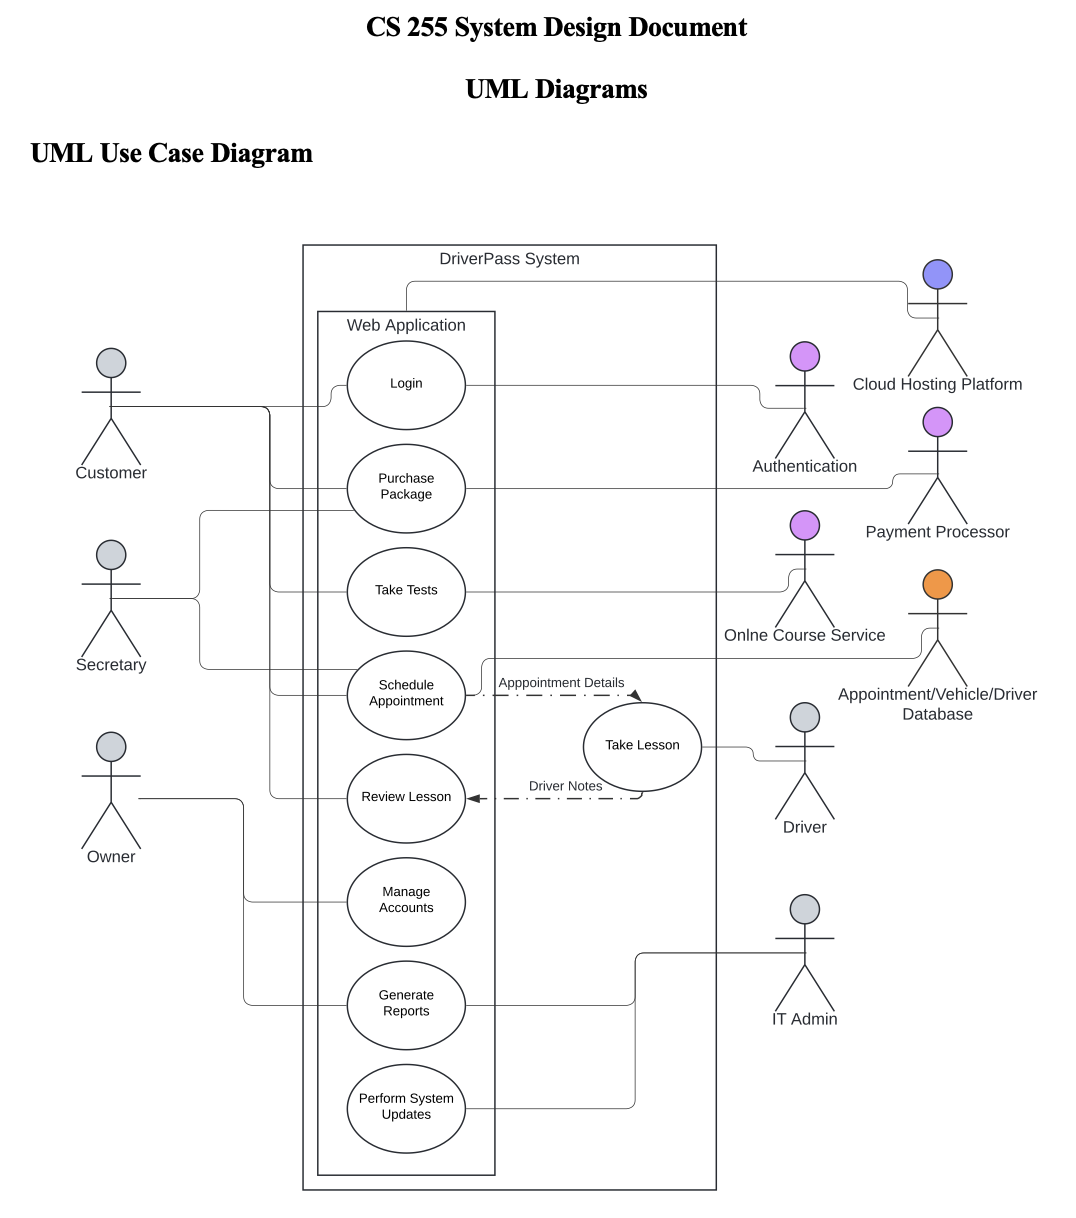 CS 255 System Design Document
UML Diagrams
UML Use Case Diagram
DriverPass System
Web Application
Login
Purchase
Package
Take Tests
Schedule
Appointment
Review Lesson
Manage
Accounts
Generate
Reports
Perform System
Updates
Apppointment Details
Take Lesson
Driver Notes
Customer
Secretary
Owner
Cloud Hosting Platform
Authentication
Payment Processor
Onlne Course Service
Appointment/Vehicle/Driver
Database
Driver
IT Admin